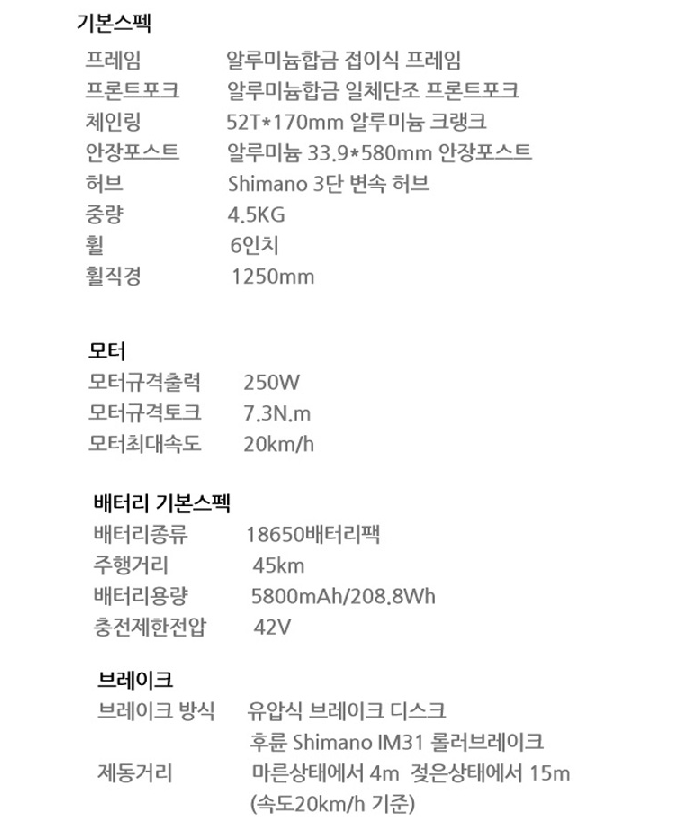 기본스펙
프레임 알루미늄합금 접이식 프레임
프론트포크 알루미늄합금 일체단조 프론트포크
체인링 52T*170mm 알루미늄 크랭크
안장포스트 알루미늄 33.9*580mm 안장포스트
허브 Shimano 3단 변속 허브
중량 4.5KG
휠 6인치
휠직경 1250mm
모터
모터규격출력 250W
모터규격토크 7.3N.m
모터최대속도 20km/h
배터리 기본스펙
배터리종류 18650배터리팩
주행거리 45km
배터리용량 5800mAh/208.8Wh
충전제한전압 42V
브레이크
브레이크 방식 유압식 브레이크 디스크
후륜 Shimano IM31 롤러브레이크
제동거리 마른상태에서 4m 젖은상태에서 15m
(속도20km/h 기준)